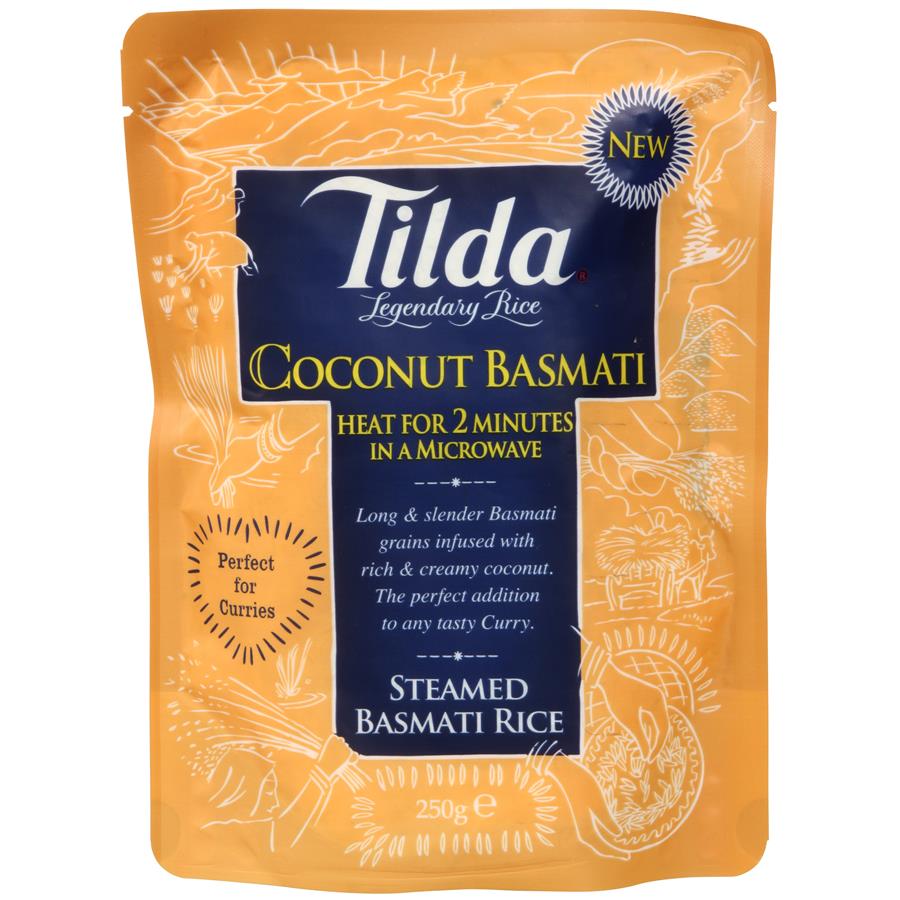 NEW
Tilda®
Legendary Rice
COCONUT BASMATI
HEAT FOR 2 MINUTES
IN A MICROWAVE
Long & slender Basmati
grains infused with
rich & creamy coconut.
The perfect addition
to any tasty Curry.
Perfect
for
Curries
STEAMED
BASMATI RICE
250g ℮